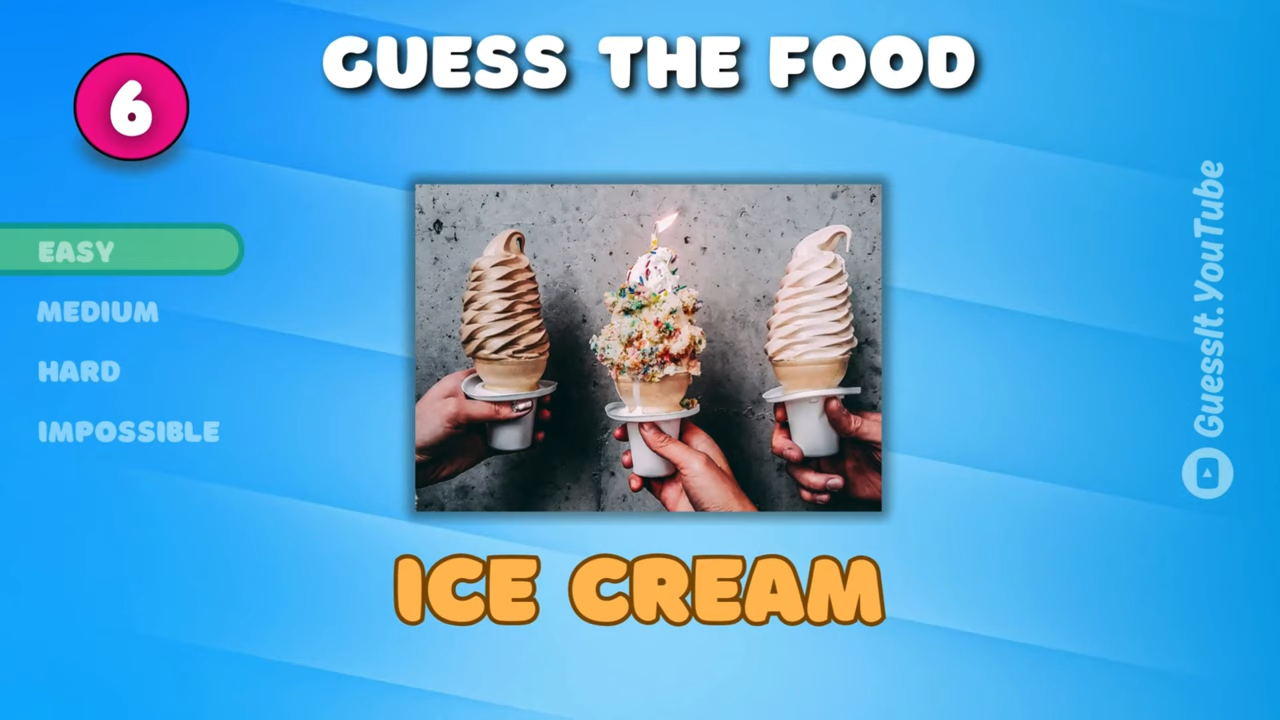 GUESS THE FOOD
6
EASY
MEDIUM
HARD
IMPOSSIBLE
GuessIt.YouTube
ICE CREAM